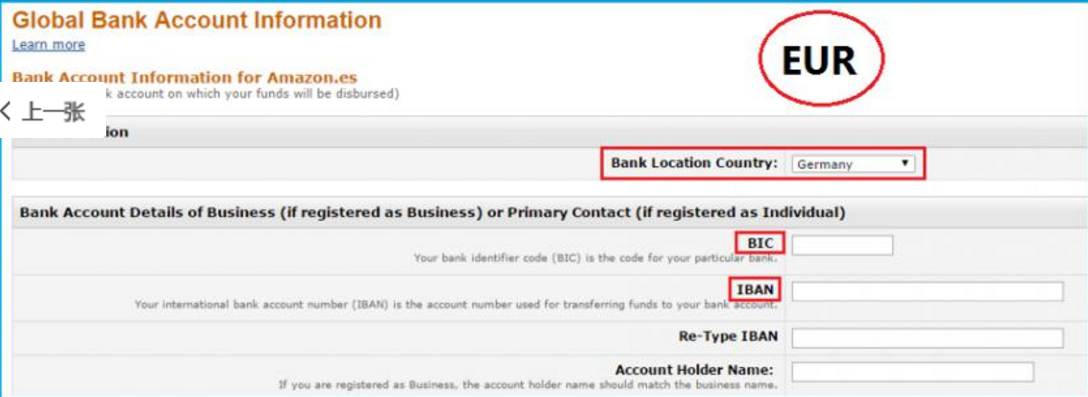 Global Bank Account Information
EUR
Learn more
Bank Account Information for Amazon.es
k account on which your funds will be disbursed)
< 上一张
ion
Bank Location Country: Germany
Bank Account Details of Business (if registered as Business) or Primary Contact (if registered as Individual)
BIC
Your bank identifier code (BIC) is the code for your particular bank.
IBAN
Your international bank account number (IBAN) is the account number used for transferring funds to your bank account.
Re-Type IBAN
Account Holder Name:
If you are registered as Business, the account holder name should match the business name.